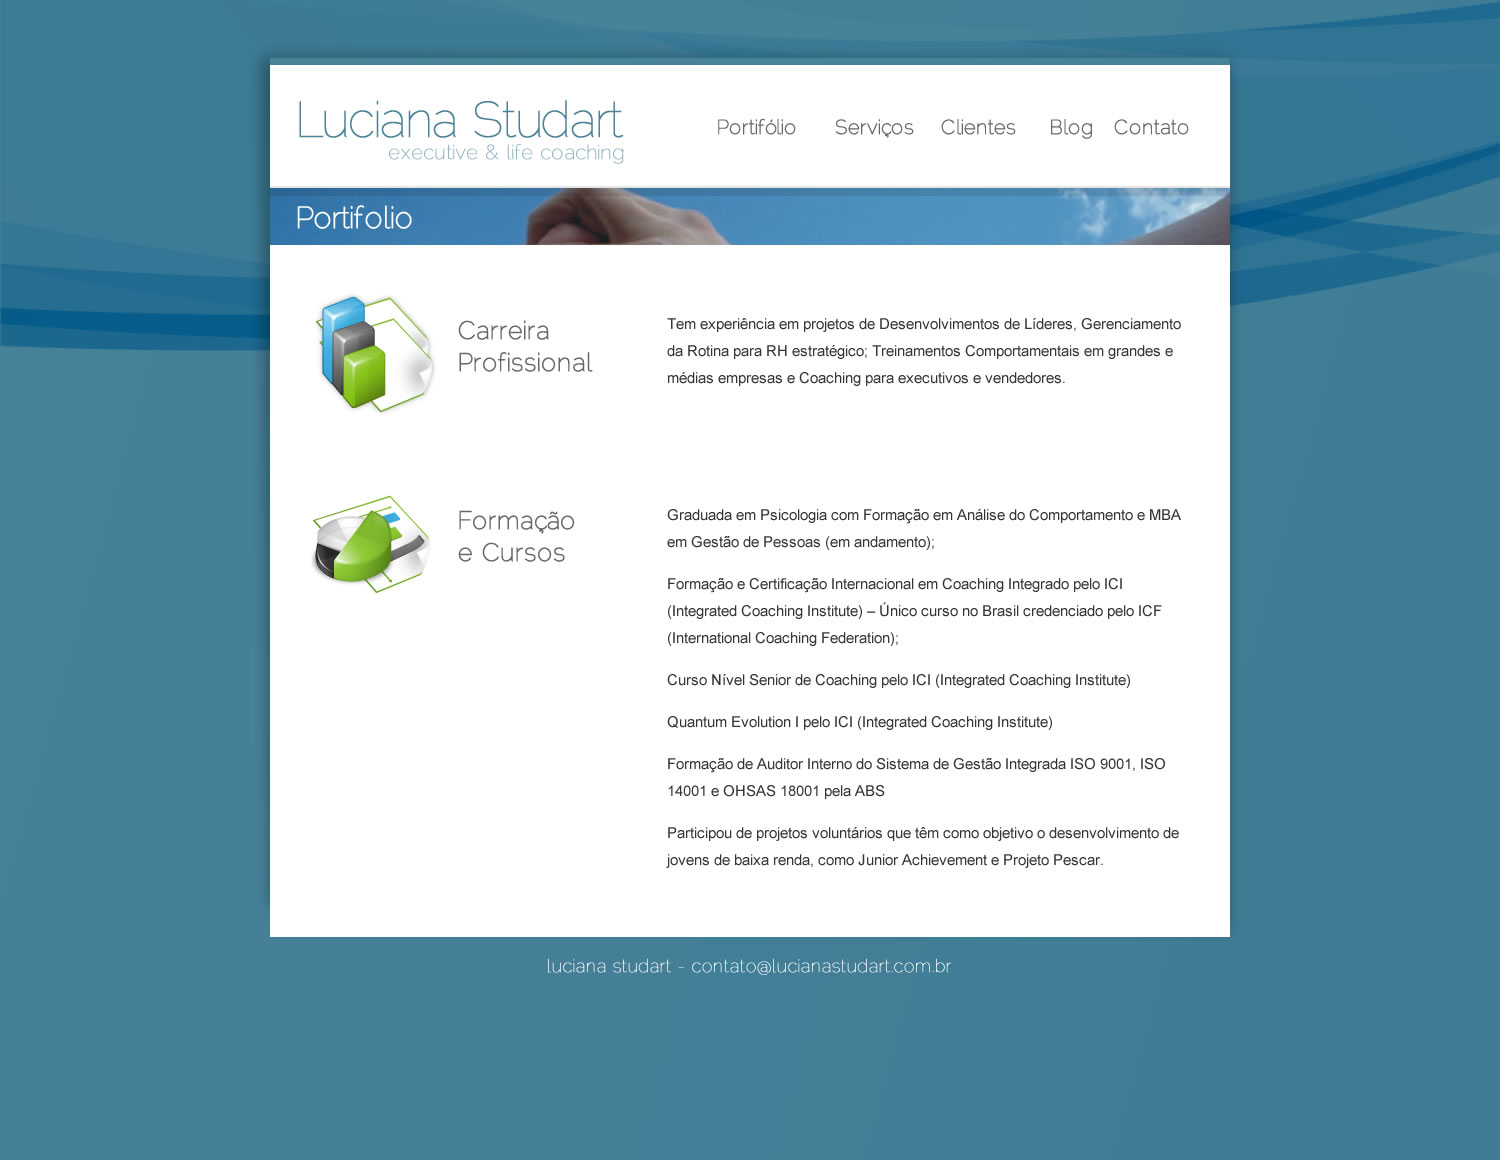 Luciana Studart
executive & life coaching
Portifólio Serviços Clientes Blog Contato
Portifolio
Carreira
Profissional
Tem experiência em projetos de Desenvolvimentos de Líderes, Gerenciamento
da Rotina para RH estratégico; Treinamentos Comportamentais em grandes e
médias empresas e Coaching para executivos e vendedores.
Formação
e Cursos
Graduada em Psicologia com Formação em Análise do Comportamento e MBA
em Gestão de Pessoas (em andamento);
Formação e Certificação Internacional em Coaching Integrado pelo ICI
(Integrated Coaching Institute) – Único curso no Brasil credenciado pelo ICF
(International Coaching Federation);
Curso Nível Senior de Coaching pelo ICI (Integrated Coaching Institute)
Quantum Evolution I pelo ICI (Integrated Coaching Institute)
Formação de Auditor Interno do Sistema de Gestão Integrada ISO 9001, ISO
14001 e OHSAS 18001 pela ABS
Participou de projetos voluntários que têm como objetivo o desenvolvimento de
jovens de baixa renda, como Junior Achievement e Projeto Pescar.
luciana studart - contato@lucianastudart.com.br